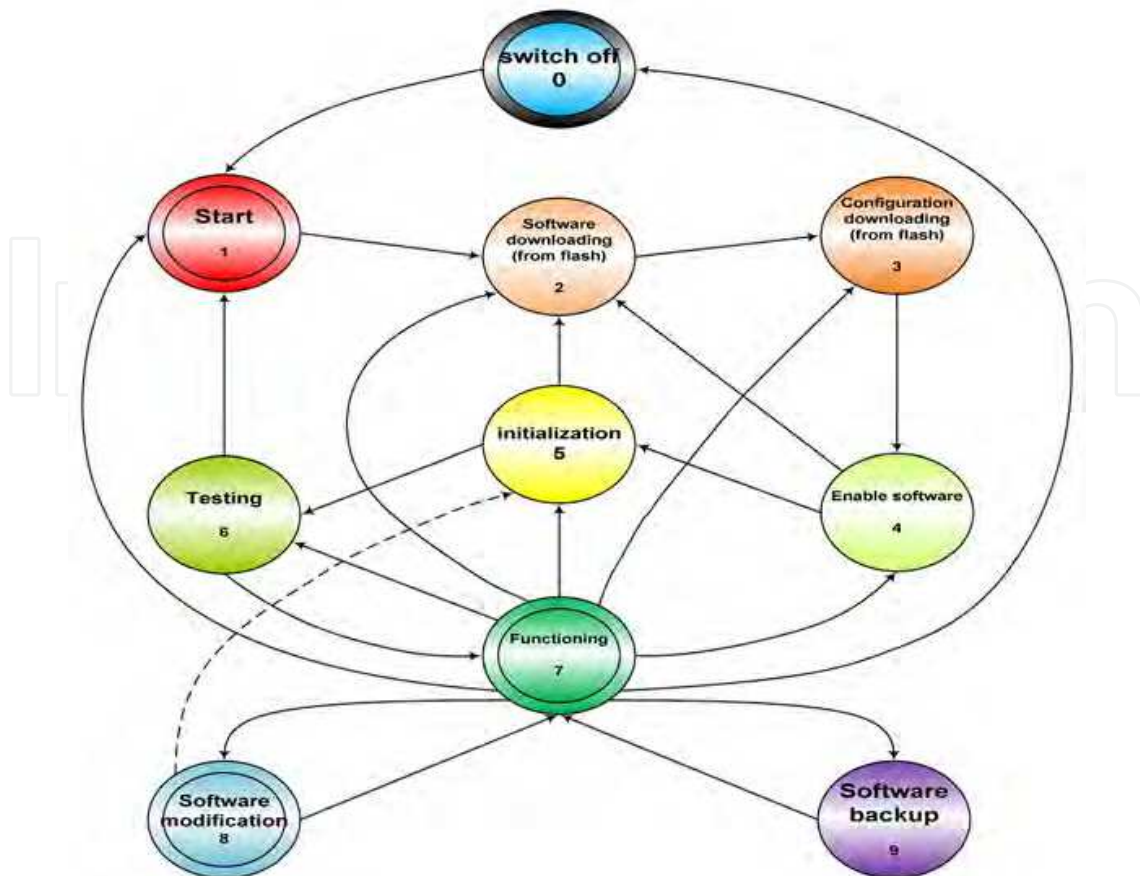 switch off
0
Start
1
Software
downloading
(from flash)
2
Configuration
downloading
(from flash)
3
initialization
5
Testing
6
Enable software
4
Functioning
7
Software
modification
8
Software
backup
9